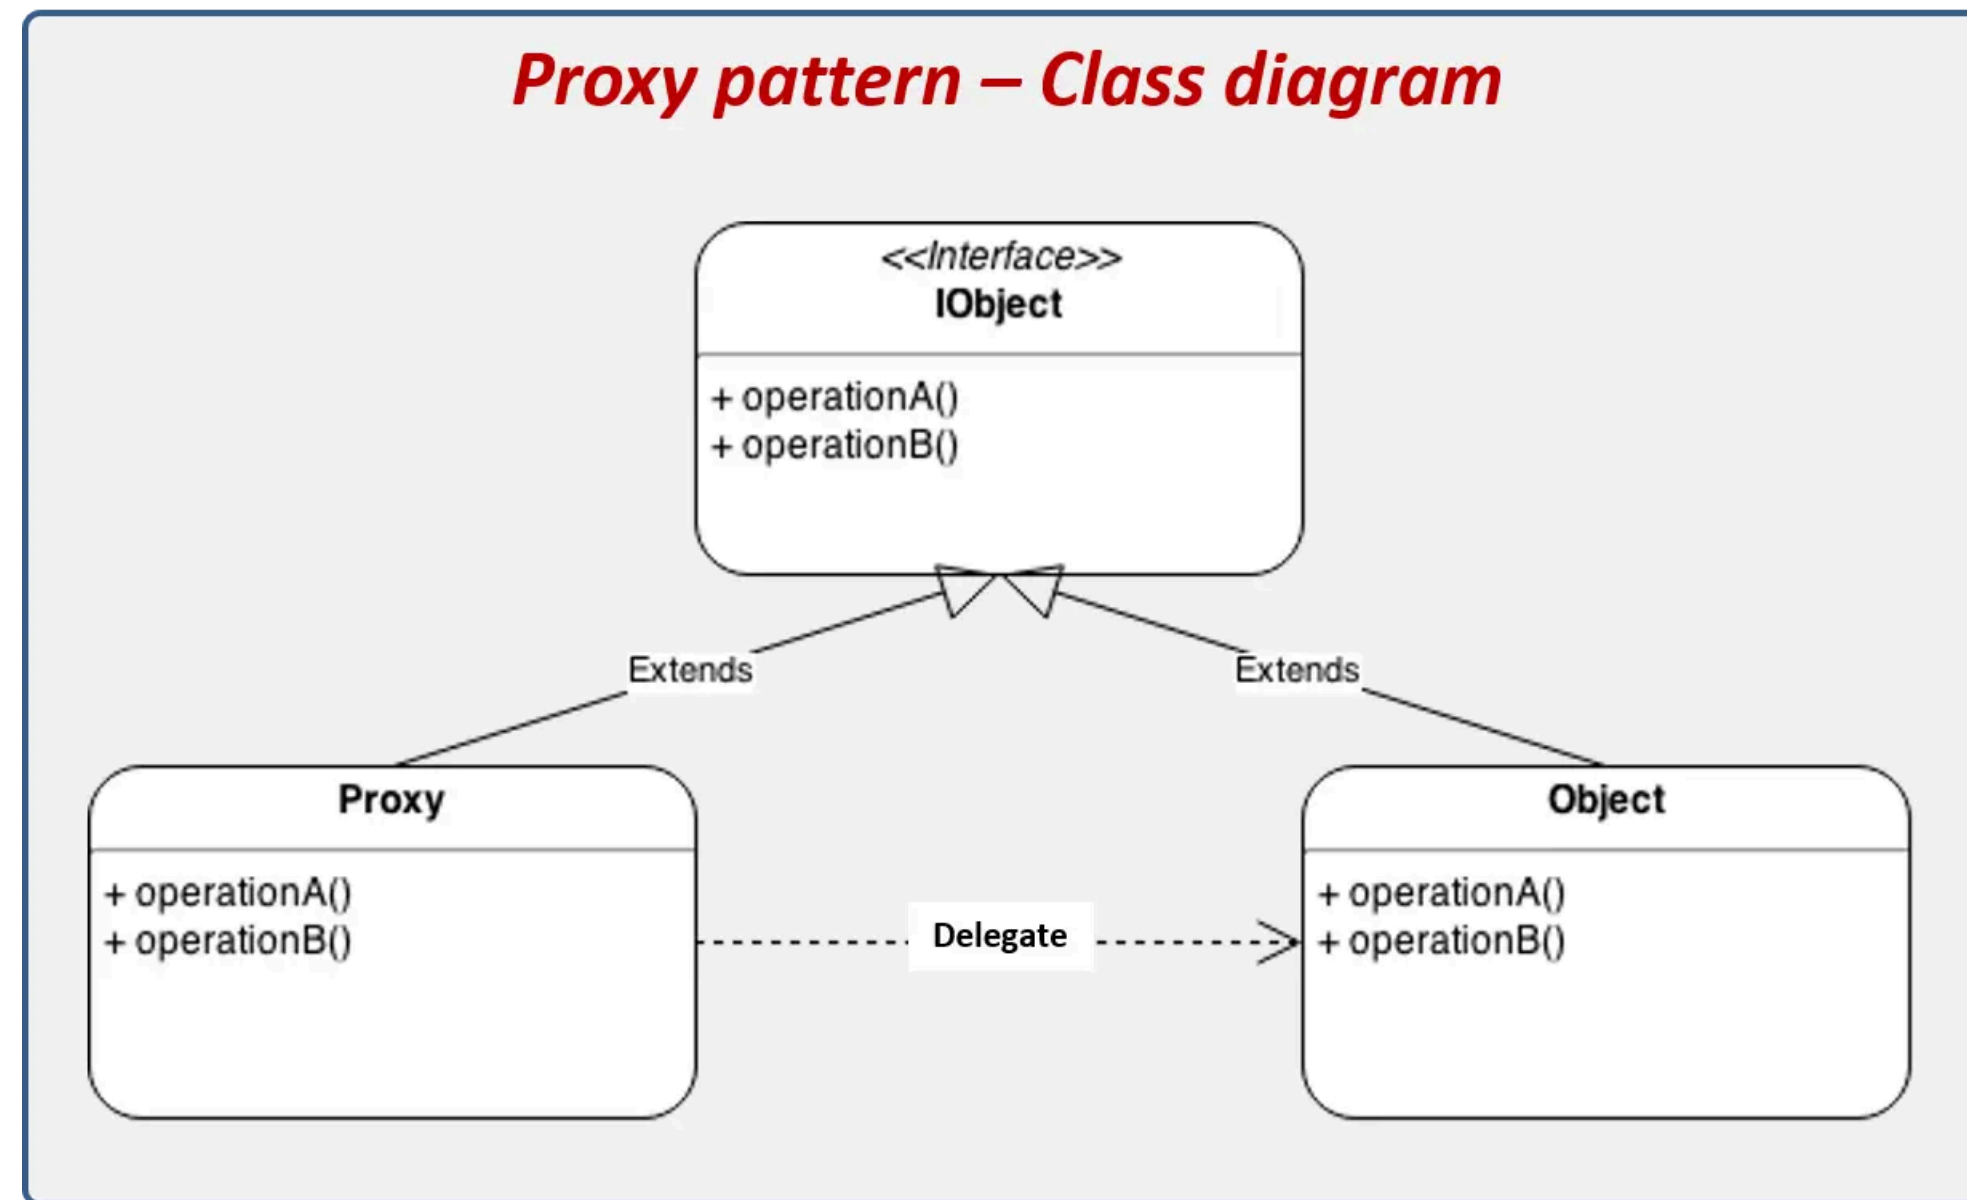 Proxy pattern – Class diagram
<<Interface>>
IObject
+ operationA()
+ operationB()
Extends
Extends
Proxy
+ operationA()
+ operationB()
Delegate
Object
+ operationA()
+ operationB()